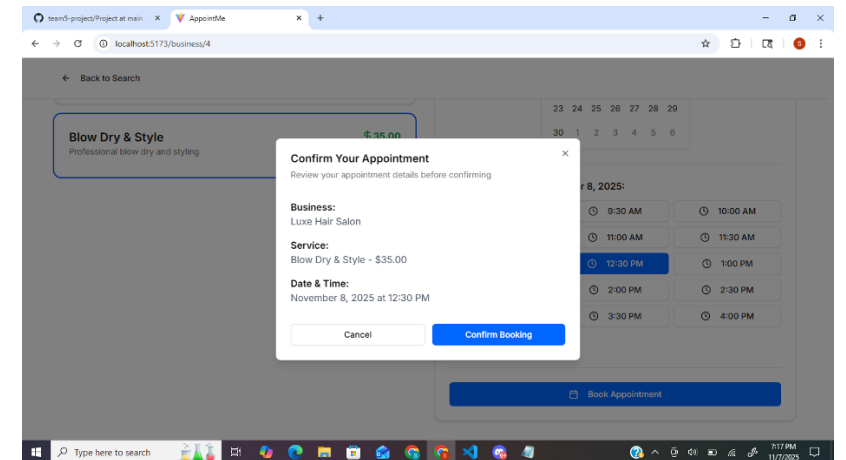 team5-project/Project at main
AppointMe
localhost:5173/business/4
Back to Search
23 24 25 26 27 28 29
30 1 2 3 4 5 6
Blow Dry & Style
$ 35.00
Professional blow dry and styling
r 8, 2025:
9:30 AM
10:00 AM
11:00 AM
11:30 AM
12:30 PM
1:00 PM
2:00 PM
2:30 PM
3:30 PM
4:00 PM
Book Appointment
Confirm Your Appointment
Review your appointment details before confirming
Business:
Luxe Hair Salon
Service:
Blow Dry & Style - $35.00
Date & Time:
November 8, 2025 at 12:30 PM
Cancel
Confirm Booking
Type here to search
7:17 PM
11/7/2025